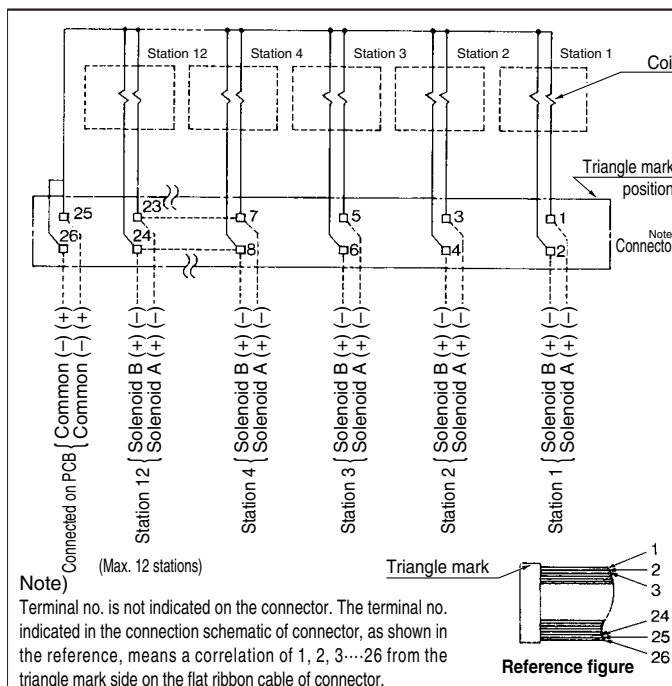 Station 12
Station 4
Station 3
Station 2
Station 1
Coi
Triangle mark
position
Note
Connecto
25
23
7
5
3
1
26
24
8
6
4
2
Connected on PCB
Common (–) (+)
Common (–) (+)
Station 12
Solenoid B (+) (–)
Solenoid A (+) (–)
Station 4
Solenoid B (+) (–)
Solenoid A (+) (–)
Station 3
Solenoid B (+) (–)
Solenoid A (+) (–)
Station 2
Solenoid B (+) (–)
Solenoid A (+) (–)
Station 1
Solenoid B (+) (–)
Solenoid A (+) (–)
(Max. 12 stations)
Triangle mark
1
2
3
24
25
26
Reference figure
Note)
Terminal no. is not indicated on the connector. The terminal no.
indicated in the connection schematic of connector, as shown in
the reference, means a correlation of 1, 2, 3····26 from the
triangle mark side on the flat ribbon cable of connector.